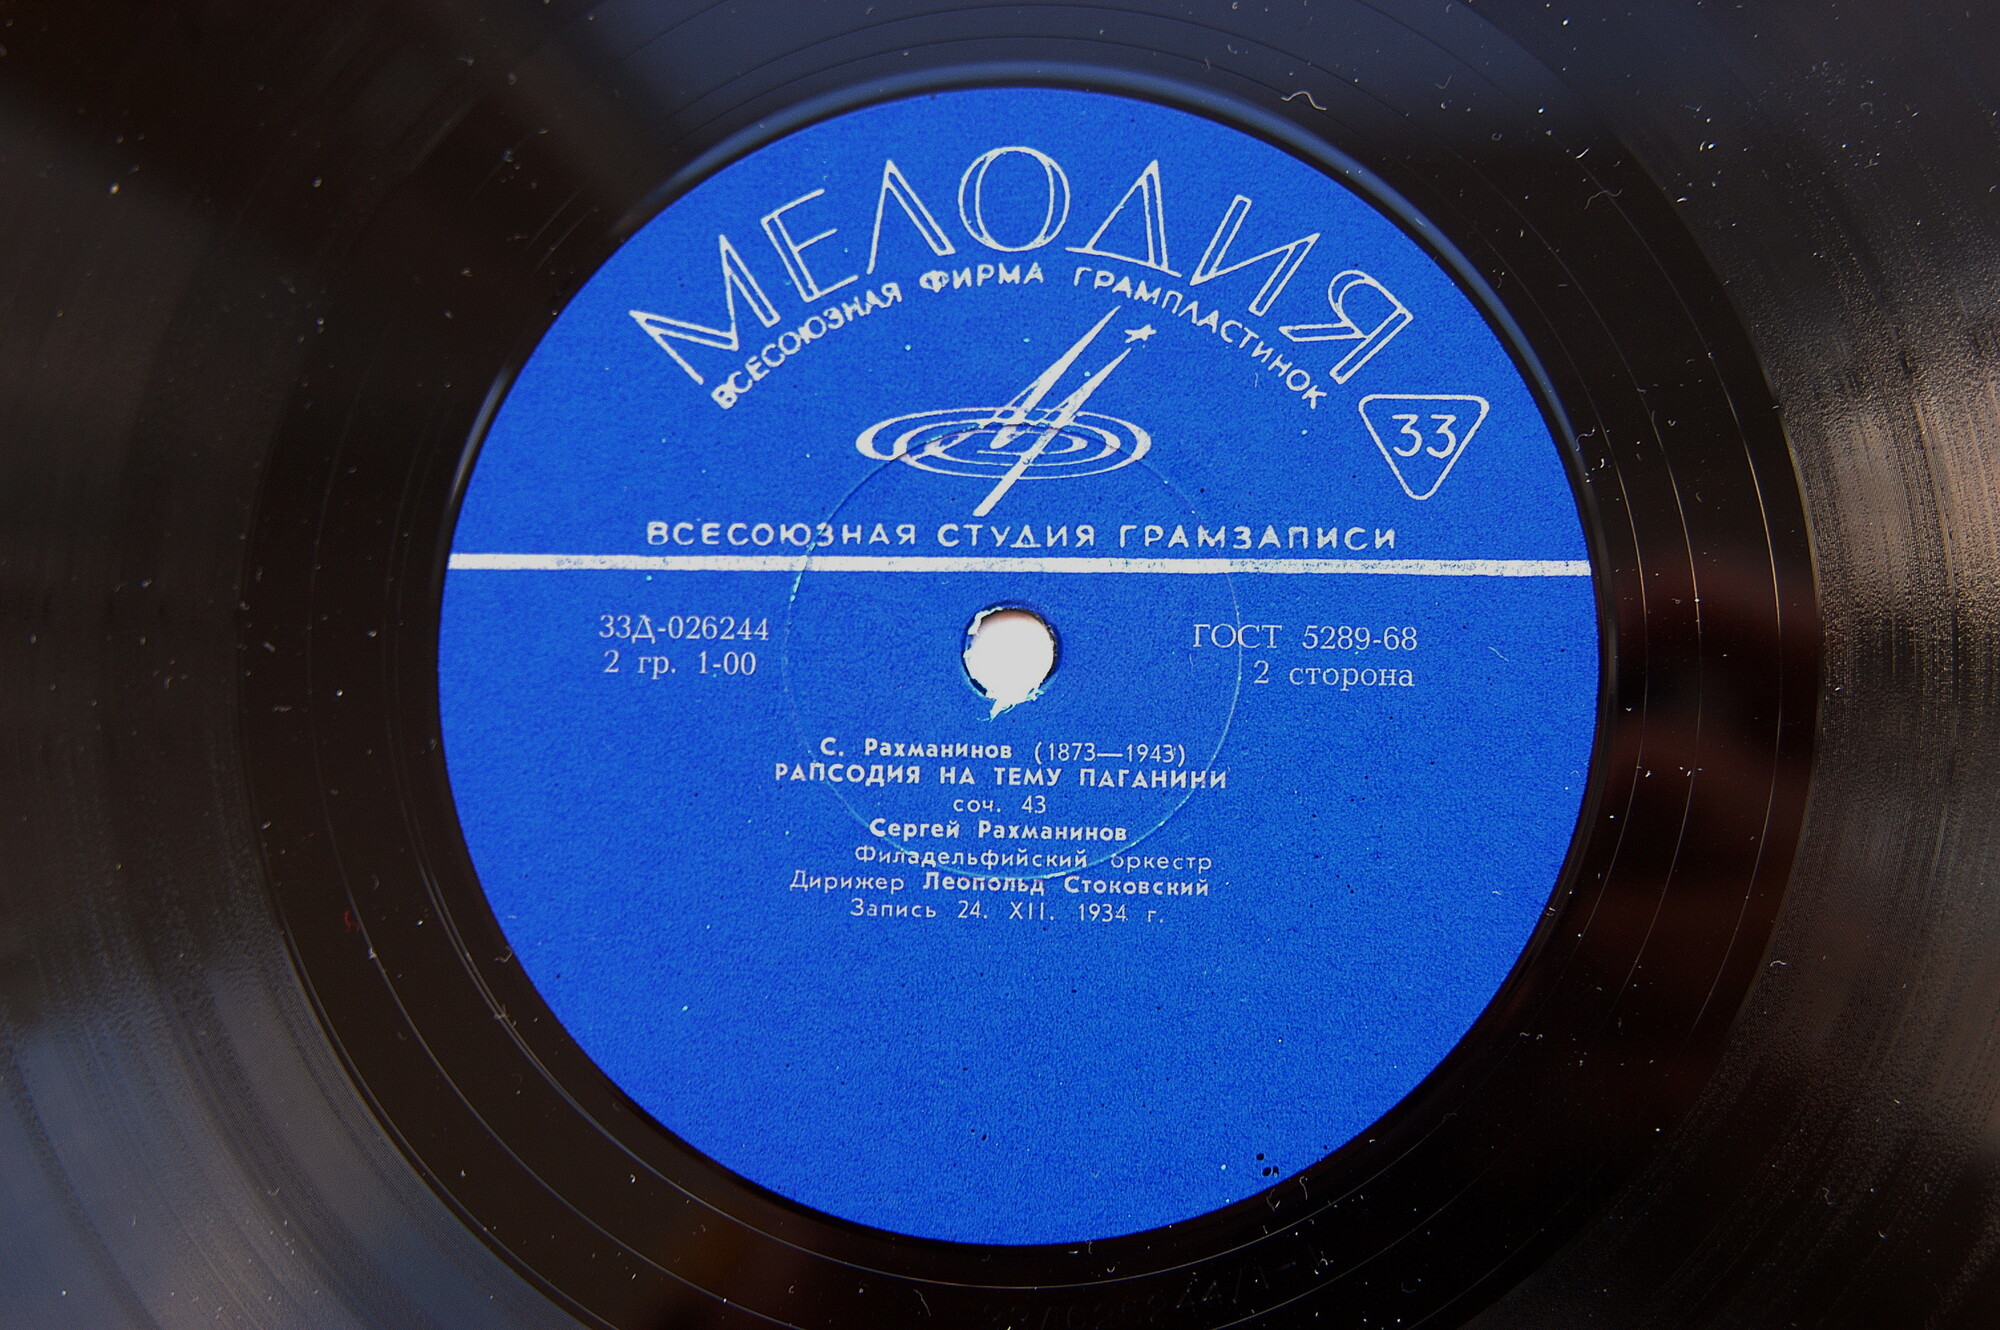 МЕЛОДИЯ
ВСЕСОЮЗНАЯ ФИРМА ГРАМПЛАСТИНОК
33
ВСЕСОЮЗНАЯ СТУДИЯ ГРАМЗАПИСИ
33Д-026244
2 гр. 1-00
ГОСТ 5289-68
2 сторона
С. Рахманинов (1873—1943)
РАПСОДИЯ НА ТЕМУ ПАГАНИНИ
соч. 43
Сергей Рахманинов
Филадельфийский оркестр
Дирижер Леопольд Стоковский
Запись 24. XII. 1934 г.